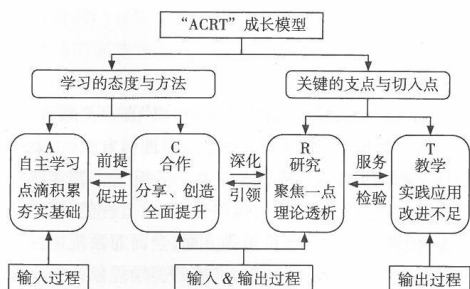 “ACRT”成长模型
学习的态度与方法
关键的支点与切入点
A
自主学习
点滴积累
夯实基础
前提
促进
C
合作
分享、创造
全面提升
深化
引领
R
研究
聚焦一点
理论透析
服务
检验
T
教学
实践应用
改进不足
输入过程
输入 & 输出过程
输出过程